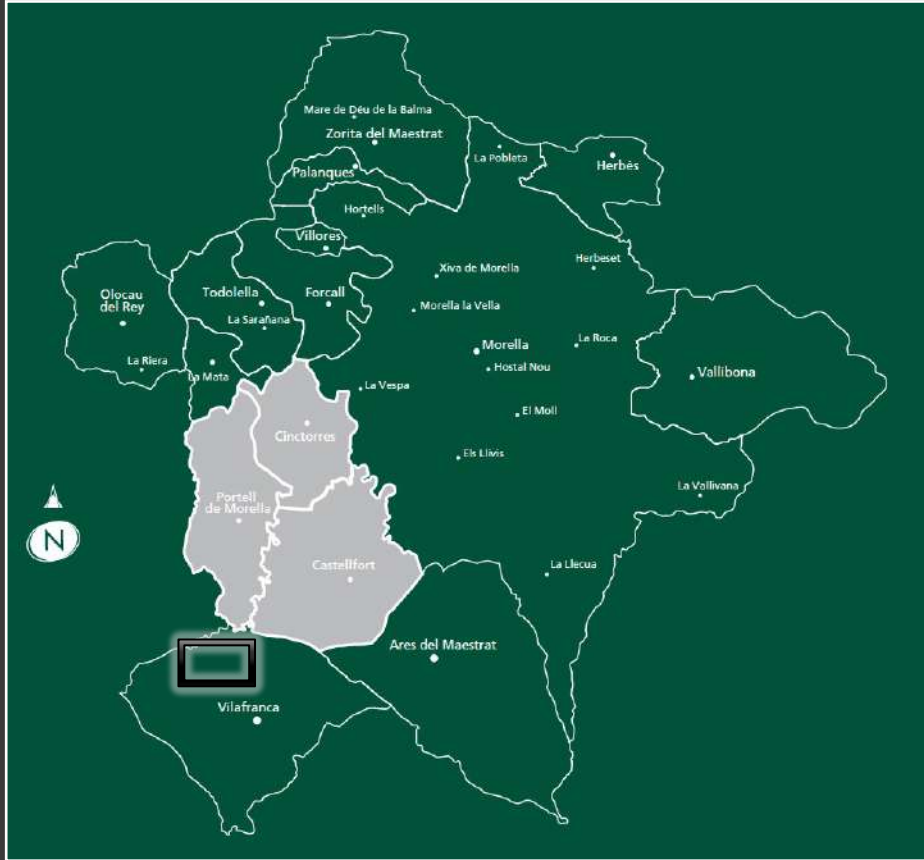 Mare de Déu de la Balma
Zorita del Maestrat
La Pobleta
Herbés
Palanques
Hortells
Villores
Herbeset
Xiva de Morella
Olocau
del Rey
Todolella
Forcall
Morella la Vella
La Sarañana
La Roca
Morella
La Riera
La Mata
Hostal Nou
Vallibona
La Vespa
El Moll
Cinctorres
Els Llivis
La Vallivana
Portell
de Morella
N
Castellfort
La Llecua
Ares del Maestrat
Vilafranca